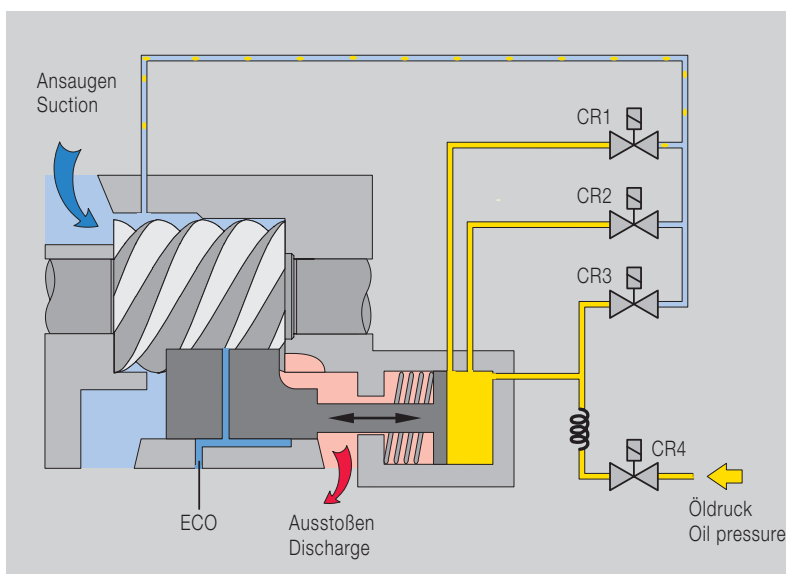 Ansaugen
Suction
CR1
CR2
CR3
CR4
Öldruck
Oil pressure
ECO
Ausstoßen
Discharge